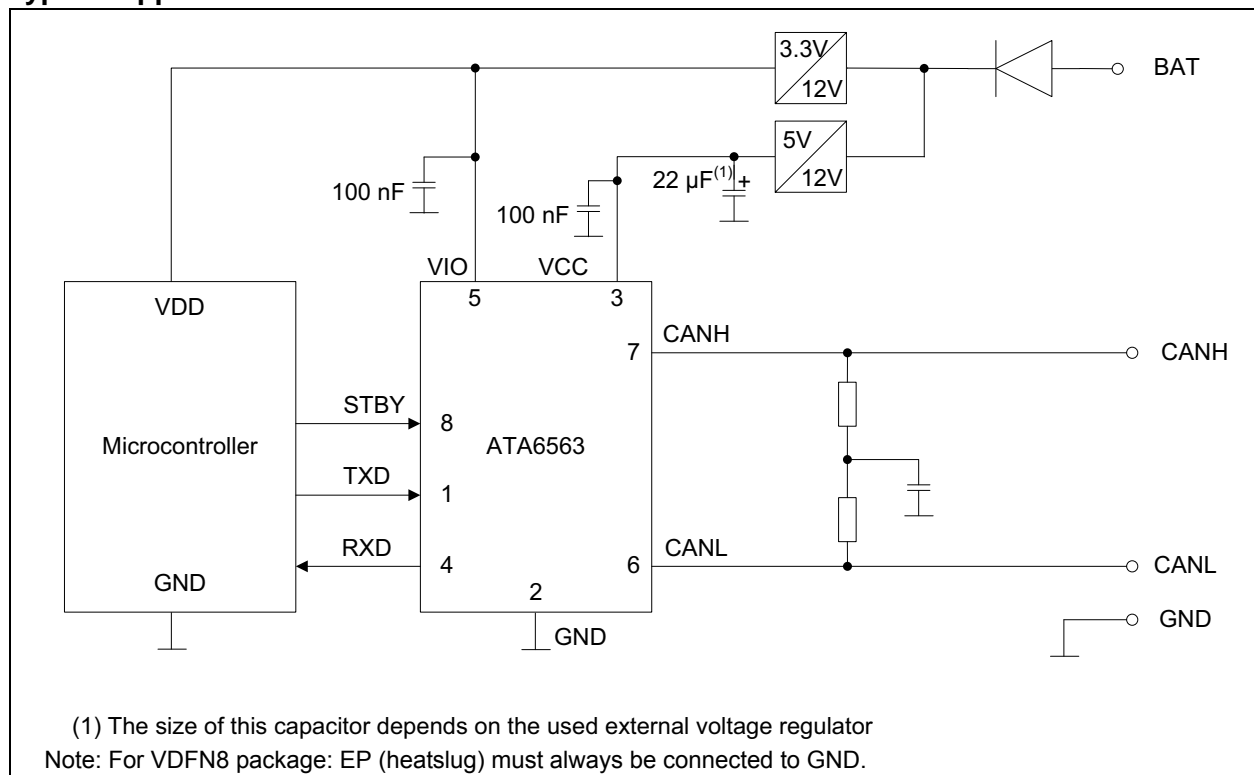 3.3V
12V
BAT
5V
12V
100 nF
22 µF(1) +
100 nF
VIO
VCC
5
3
VDD
CANH
7
CANH
STBY
8
Microcontroller
ATA6563
TXD
1
RXD
4
CANL
6
CANL
GND
2
GND
GND
(1) The size of this capacitor depends on the used external voltage regulator
Note: For VDFN8 package: EP (heatslug) must always be connected to GND.